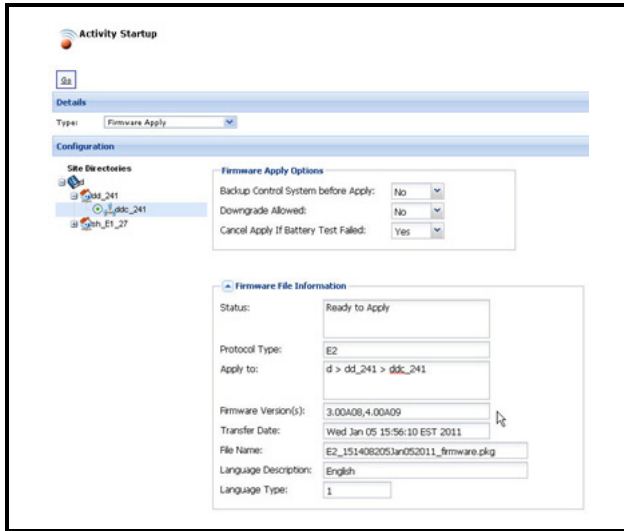 Activity Startup
Go
Details
Type: Firmware Apply
Configuration
Site Directories
d
dd_241
ddc_241
sh_E1_27
Firmware Apply Options
Backup Control System before Apply: No
Downgrade Allowed: No
Cancel Apply If Battery Test Failed: Yes
Firmware File Information
Status: Ready to Apply
Protocol Type: E2
Apply to: d > dd_241 > ddc_241
Firmware Version(s): 3.00A08,4.00A09
Transfer Date: Wed Jan 05 15:56:10 EST 2011
File Name: E2_151408205Jan052011_firmware.pkg
Language Description: English
Language Type: 1